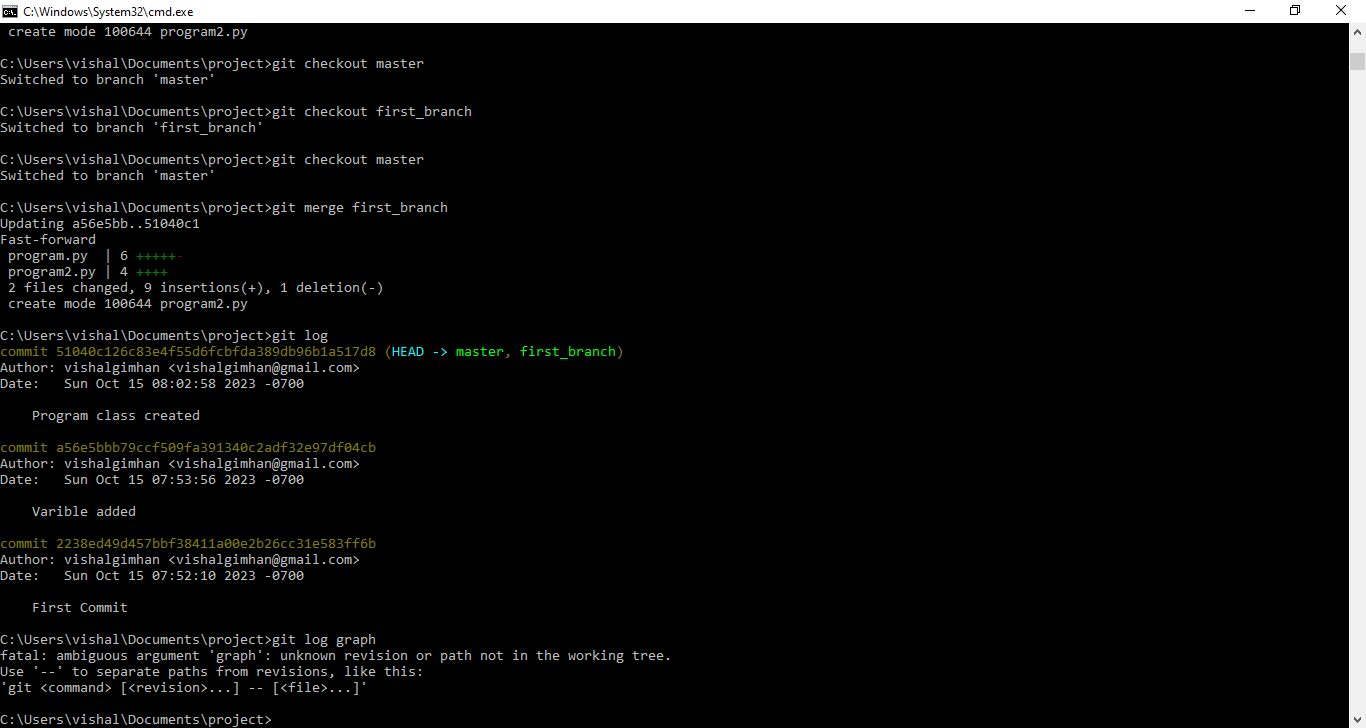 C:\Windows\System32\cmd.exe
 create mode 100644 program2.py
C:\Users\vishal\Documents\project>git checkout master
Switched to branch 'master'
C:\Users\vishal\Documents\project>git checkout first_branch
Switched to branch 'first_branch'
C:\Users\vishal\Documents\project>git checkout master
Switched to branch 'master'
C:\Users\vishal\Documents\project>git merge first_branch
Updating a56e5bb..51040c1
Fast-forward
 program.py  | 6 +++++-
 program2.py | 4 ++++
 2 files changed, 9 insertions(+), 1 deletion(-)
 create mode 100644 program2.py
C:\Users\vishal\Documents\project>git log
commit 51040c126c83e4f55d6fcbfda389db96b1a517d8 (HEAD -> master, first_branch)
Author: vishalgimhan <vishalgimhan@gmail.com>
Date:   Sun Oct 15 08:02:58 2023 -0700
    Program class created
commit a56e5bbb79ccf509fa391340c2adf32e97df04cb
Author: vishalgimhan <vishalgimhan@gmail.com>
Date:   Sun Oct 15 07:53:56 2023 -0700
    Varible added
commit 2238ed49d457bbf38411a00e2b26cc31e583ff6b
Author: vishalgimhan <vishalgimhan@gmail.com>
Date:   Sun Oct 15 07:52:10 2023 -0700
    First Commit
C:\Users\vishal\Documents\project>git log graph
fatal: ambiguous argument 'graph': unknown revision or path not in the working tree.
Use '--' to separate paths from revisions, like this:
'git <command> [<revision>...] -- [<file>...]'
C:\Users\vishal\Documents\project>